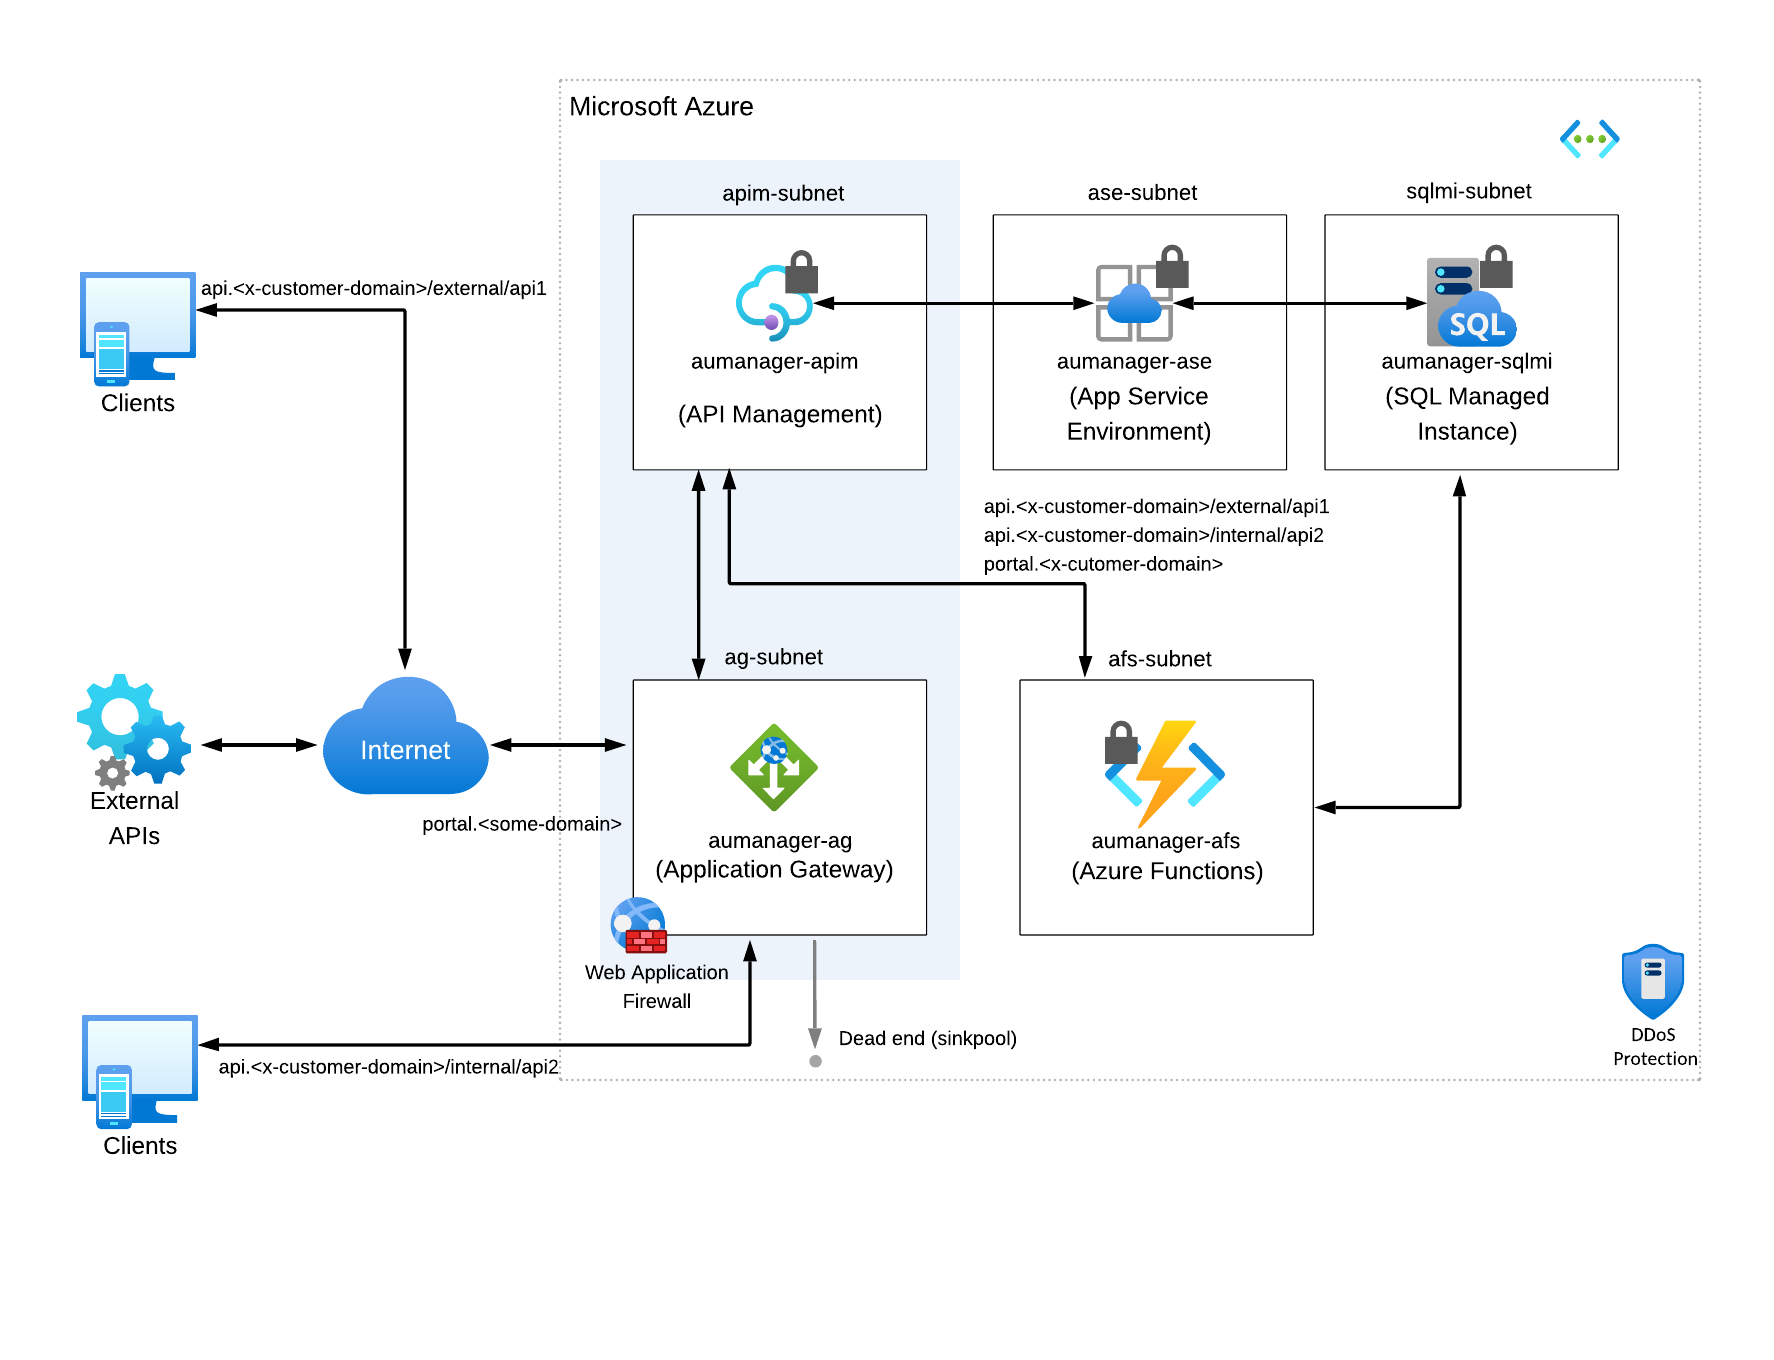 Microsoft Azure
apim-subnet
ase-subnet
sqlmi-subnet
api.<x-customer-domain>/external/api1
aumanager-apim
(API Management)
aumanager-ase
(App Service
Environment)
aumanager-sqlmi
(SQL Managed
Instance)
SQL
Clients
api.<x-customer-domain>/external/api1
api.<x-customer-domain>/internal/api2
portal.<x-cutomer-domain>
ag-subnet
afs-subnet
Internet
External
APIs
portal.<some-domain>
aumanager-ag
(Application Gateway)
aumanager-afs
(Azure Functions)
Web Application
Firewall
Dead end (sinkpool)
DDoS
Protection
api.<x-customer-domain>/internal/api2
Clients